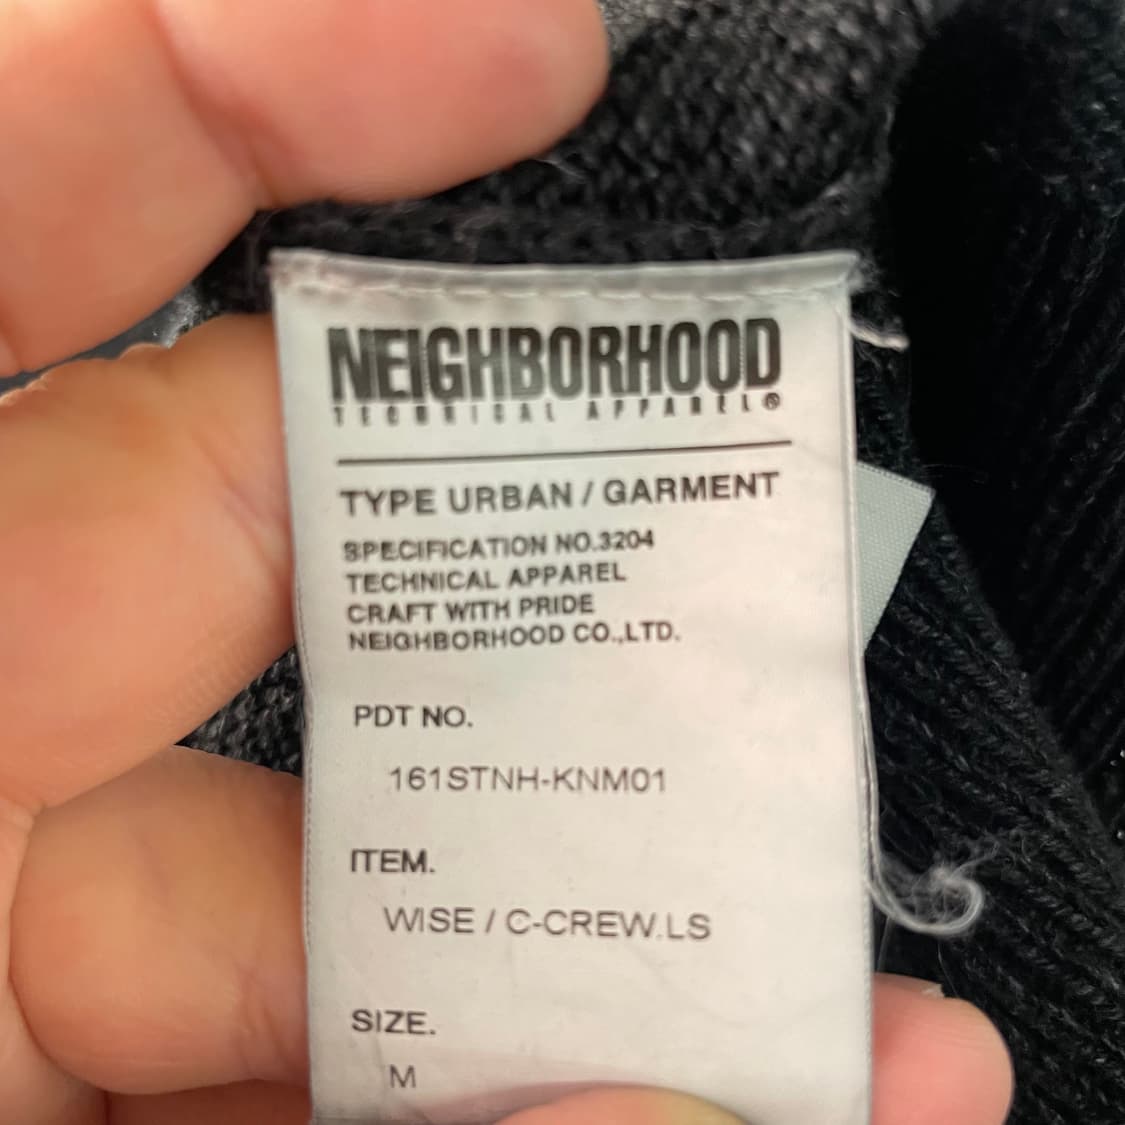 NEIGHBORHOOD
TECHNICAL APPAREL®
TYPE URBAN / GARMENT
SPECIFICATION NO.3204
TECHNICAL APPAREL
CRAFT WITH PRIDE
NEIGHBORHOOD CO.,LTD.
PDT NO.
161STNH-KNM01
ITEM.
WISE / C-CREW.LS
SIZE.
M